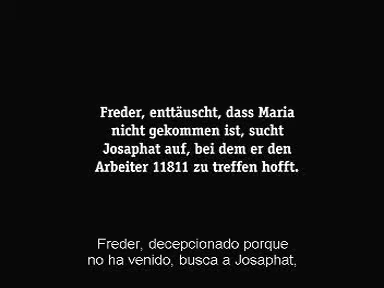 Freder, enttäuscht, dass Maria
nicht gekommen ist, sucht
Josaphat auf, bei dem er den
Arbeiter 11811 zu treffen hofft.
Freder, decepcionado porque
no ha venido, busca a Josaphat,